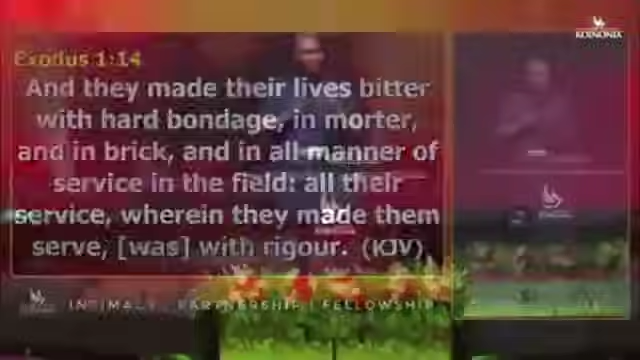 KOINONIA
Exodus 1:14
And they made their lives bitter
with hard bondage, in morter,
and in brick, and in all manner of
service in the field: all their
service, wherein they made them
serve, [was] with rigour. (KJV)
INTIMACY | PARTNERSHIP | FELLOWSHIP